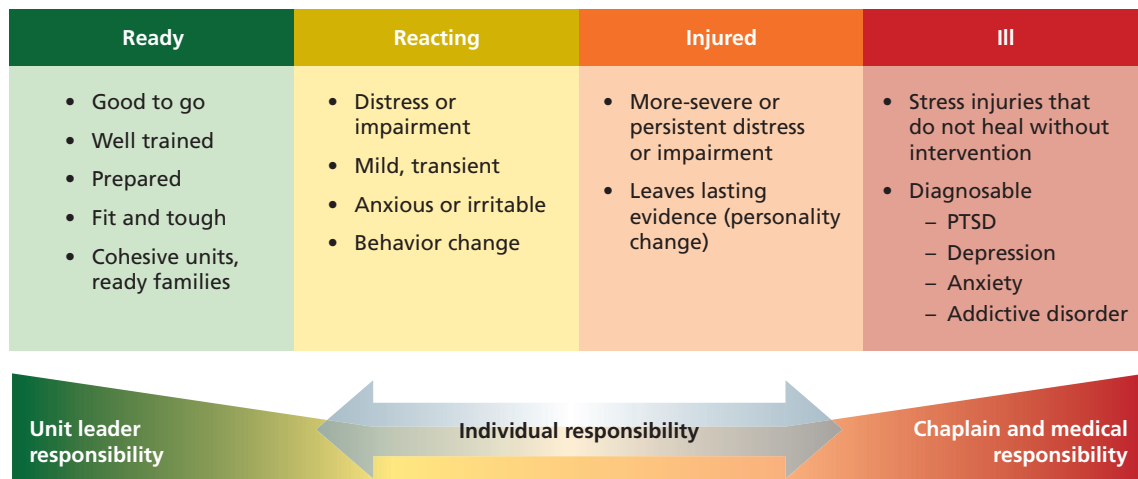 Ready
• Good to go
• Well trained
• Prepared
• Fit and tough
• Cohesive units,
ready families
Reacting
• Distress or
impairment
• Mild, transient
• Anxious or irritable
• Behavior change
Injured
• More-severe or
persistent distress
or impairment
• Leaves lasting
evidence (personality
change)
Ill
• Stress injuries that
do not heal without
intervention
• Diagnosable
– PTSD
– Depression
– Anxiety
– Addictive disorder
Unit leader
responsibility
Individual responsibility
Chaplain and medical
responsibility